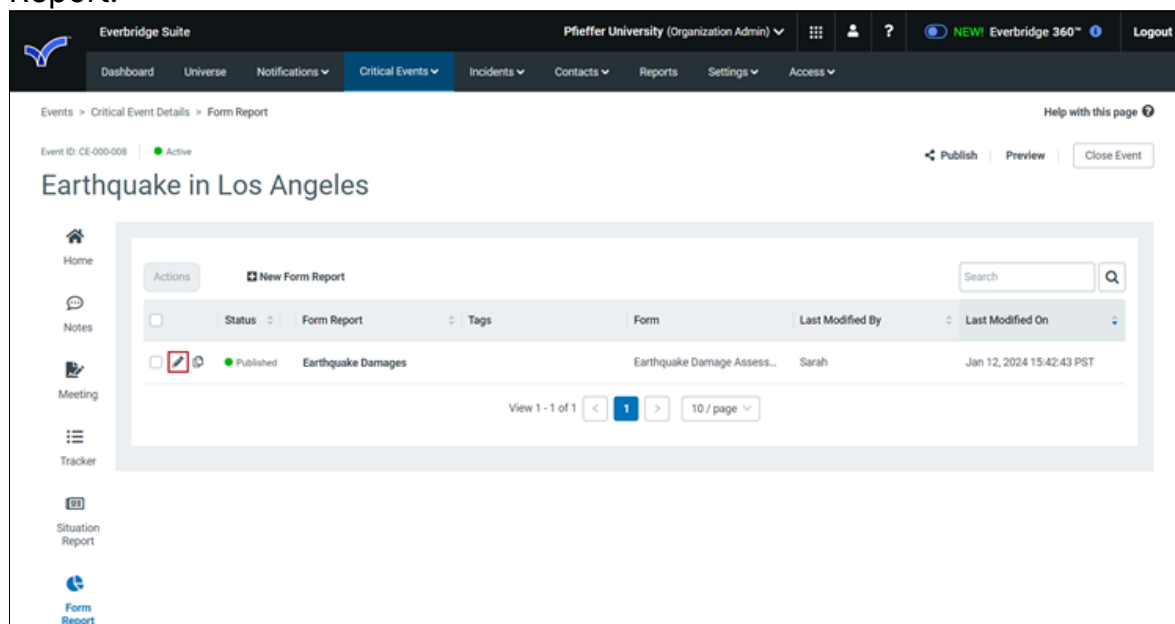 Report.
Everbridge Suite
Pfieffer University (Organization Admin)
?
NEW! Everbridge 360™
Logout
Dashboard Universe Notifications Critical Events Incidents Contacts Reports Settings Access
Events > Critical Event Details > Form Report
Help with this page
Event ID: CE-000-008 Active
Publish Preview Close Event
Earthquake in Los Angeles
Home
Notes
Meeting
Tracker
Situation
Report
Form
Report
Actions New Form Report Search
Status Form Report Tags Form Last Modified By Last Modified On
Published Earthquake Damages Earthquake Damage Assess... Sarah Jan 12, 2024 15:42:43 PST
View 1 - 1 of 1 < 1 > 10 / page